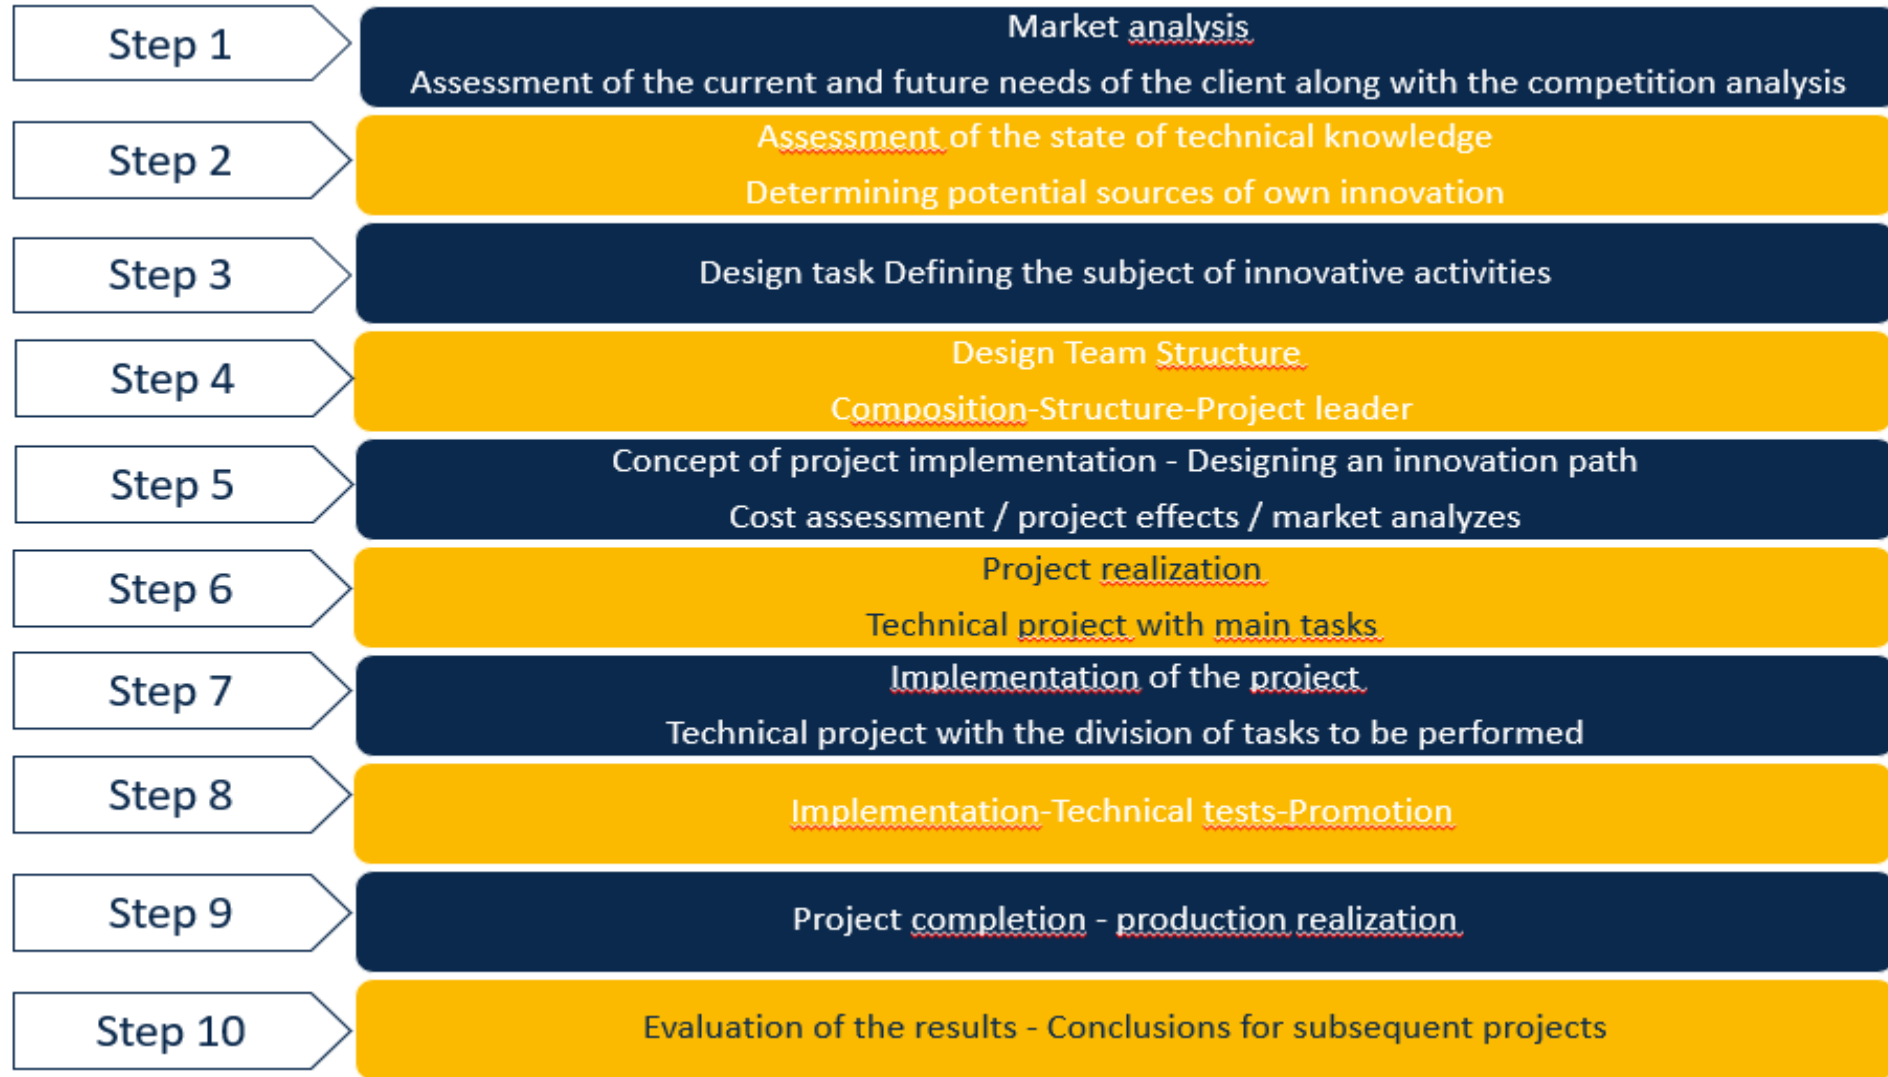 Step 1
Market analysis
Assessment of the current and future needs of the client along with the competition analysis
Step 2
Assessment of the state of technical knowledge
Determining potential sources of own innovation
Step 3
Design task Defining the subject of innovative activities
Step 4
Design Team Structure
Composition-Structure-Project leader
Step 5
Concept of project implementation - Designing an innovation path
Cost assessment / project effects / market analyzes
Step 6
Project realization
Technical project with main tasks
Step 7
Implementation of the project
Technical project with the division of tasks to be performed
Step 8
Implementation-Technical tests-Promotion
Step 9
Project completion - production realization
Step 10
Evaluation of the results - Conclusions for subsequent projects